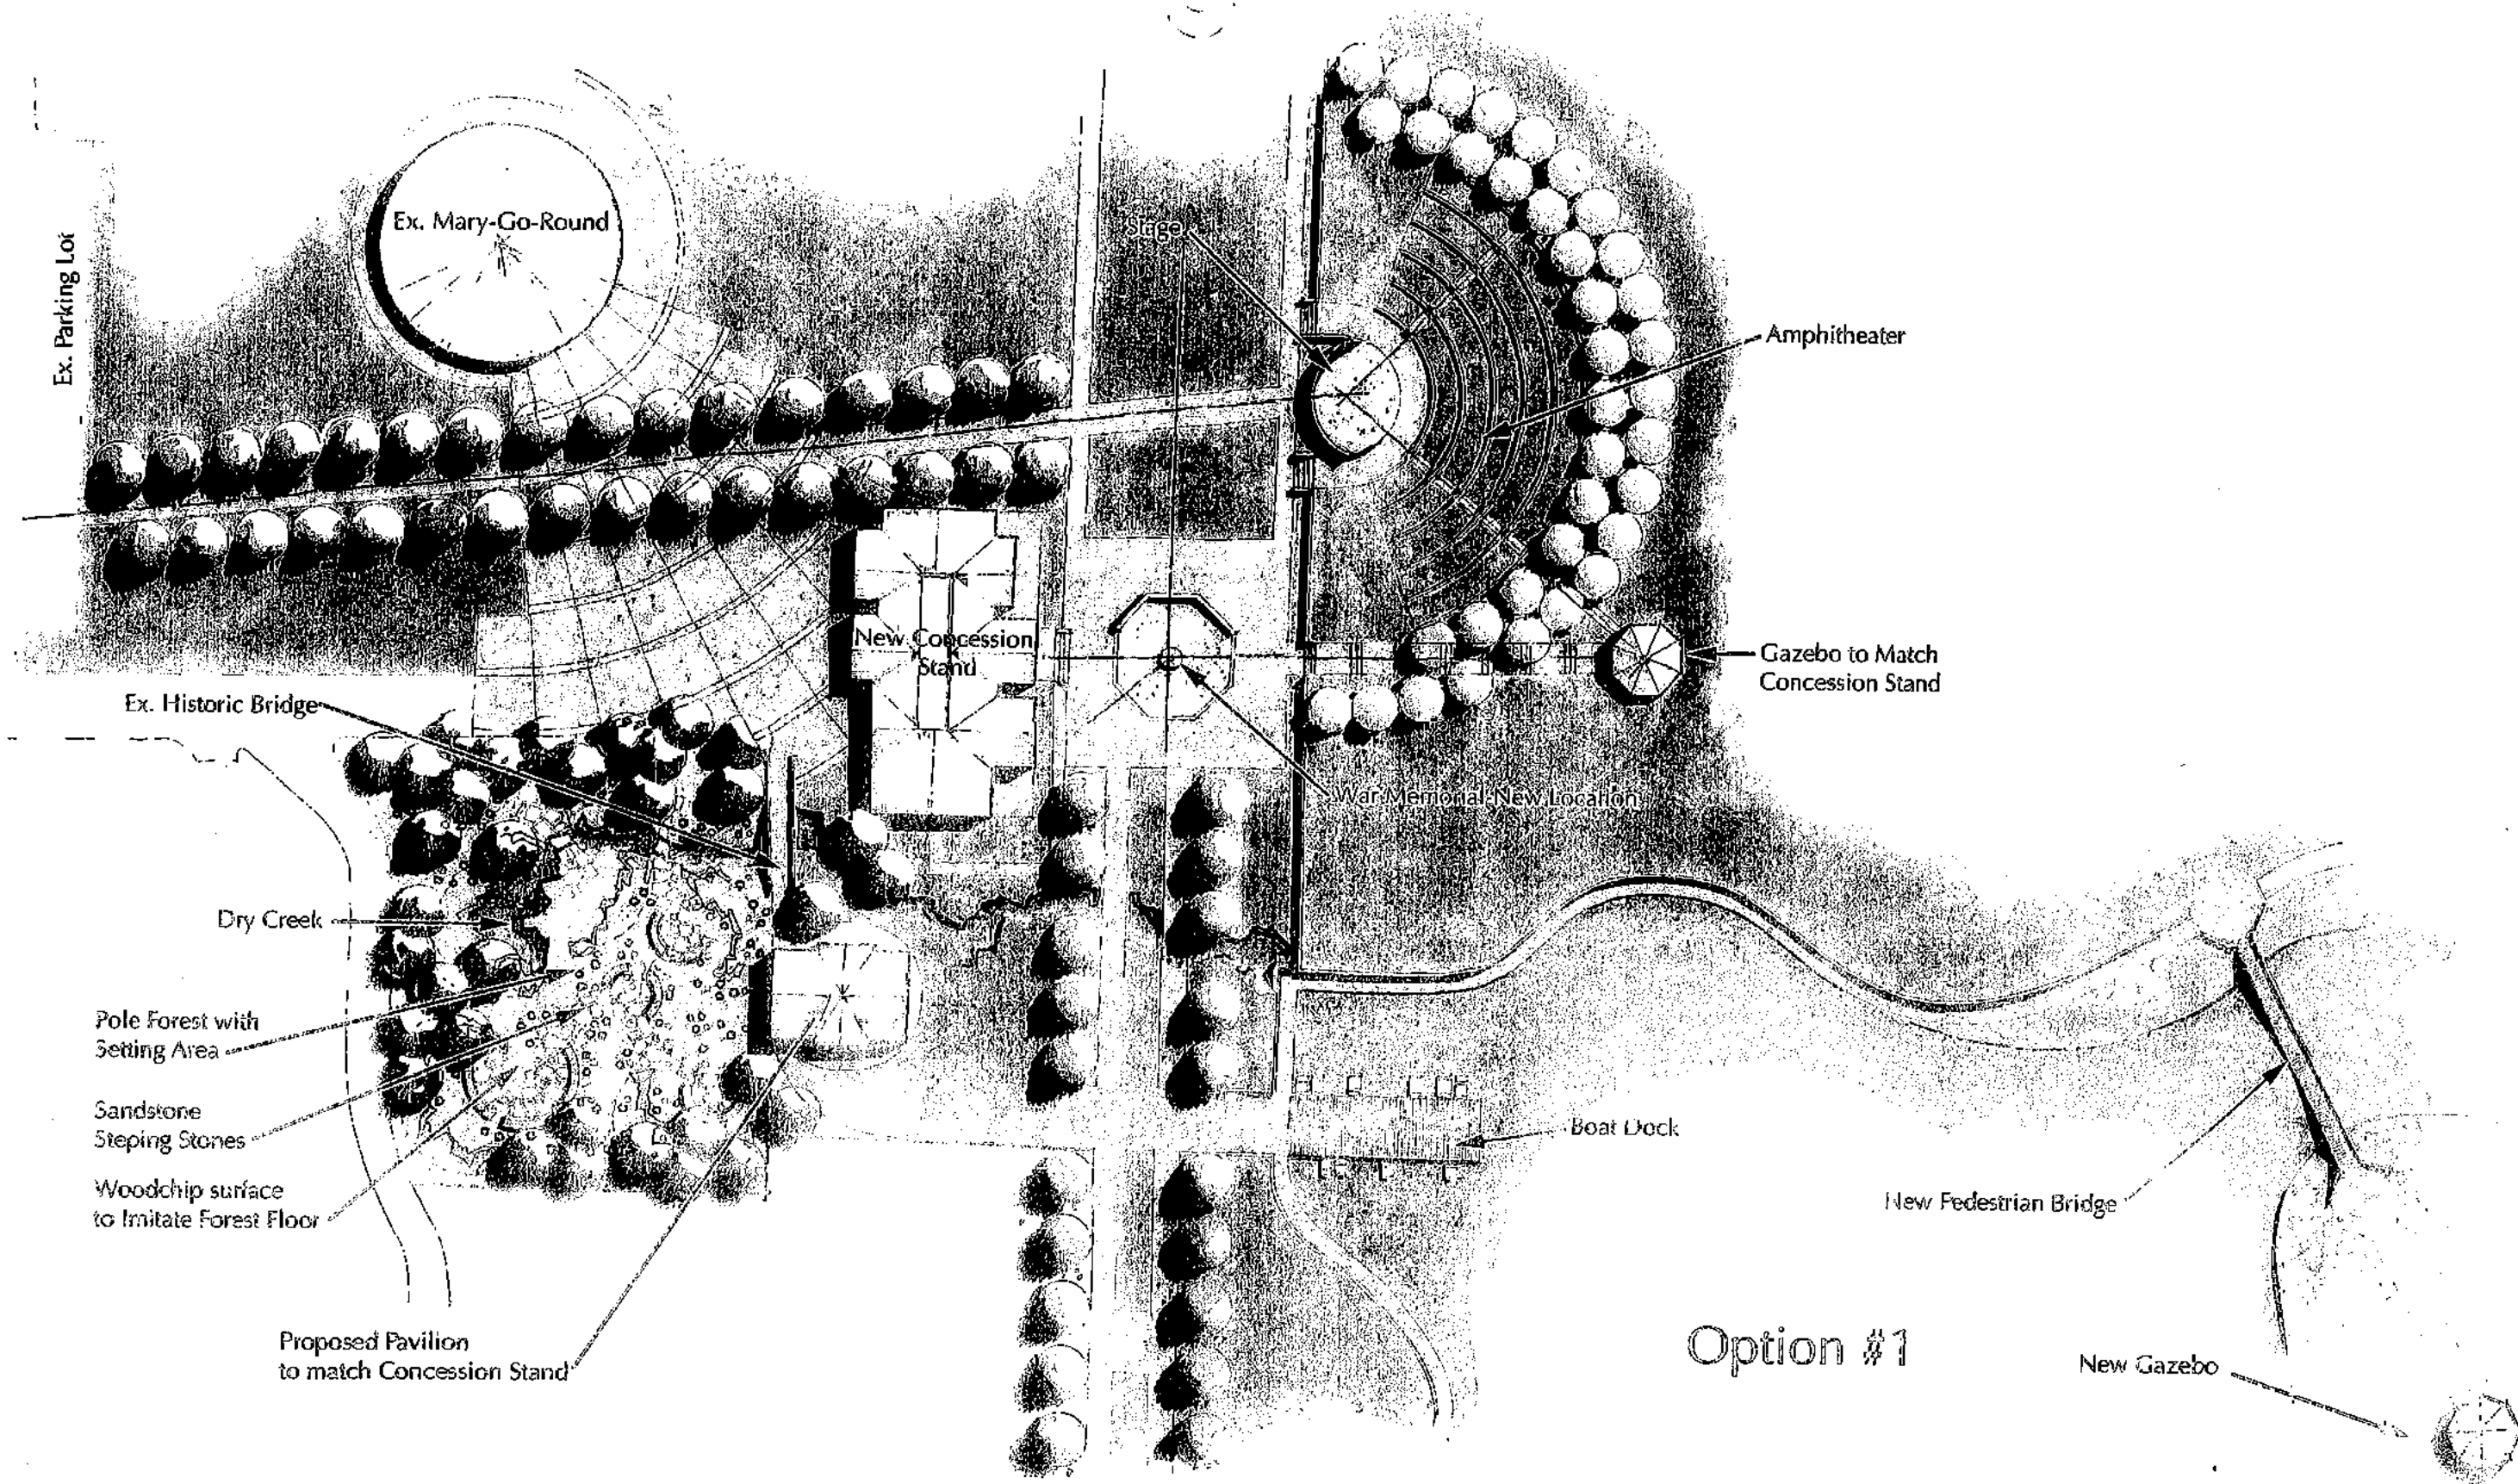 Ex. Parking Lot
Ex. Mary-Go-Round
Stage
Amphitheater
New Concession
Stand
Gazebo to Match
Concession Stand
Ex. Historic Bridge
War Memorial-New Location
Dry Creek
Pole Forest with
Setting Area
Sandstone
Steping Stones
Woodchip surface
to Imitate Forest Floor
Boat Dock
New Pedestrian Bridge
Proposed Pavilion
to match Concession Stand
Option #1
New Gazebo